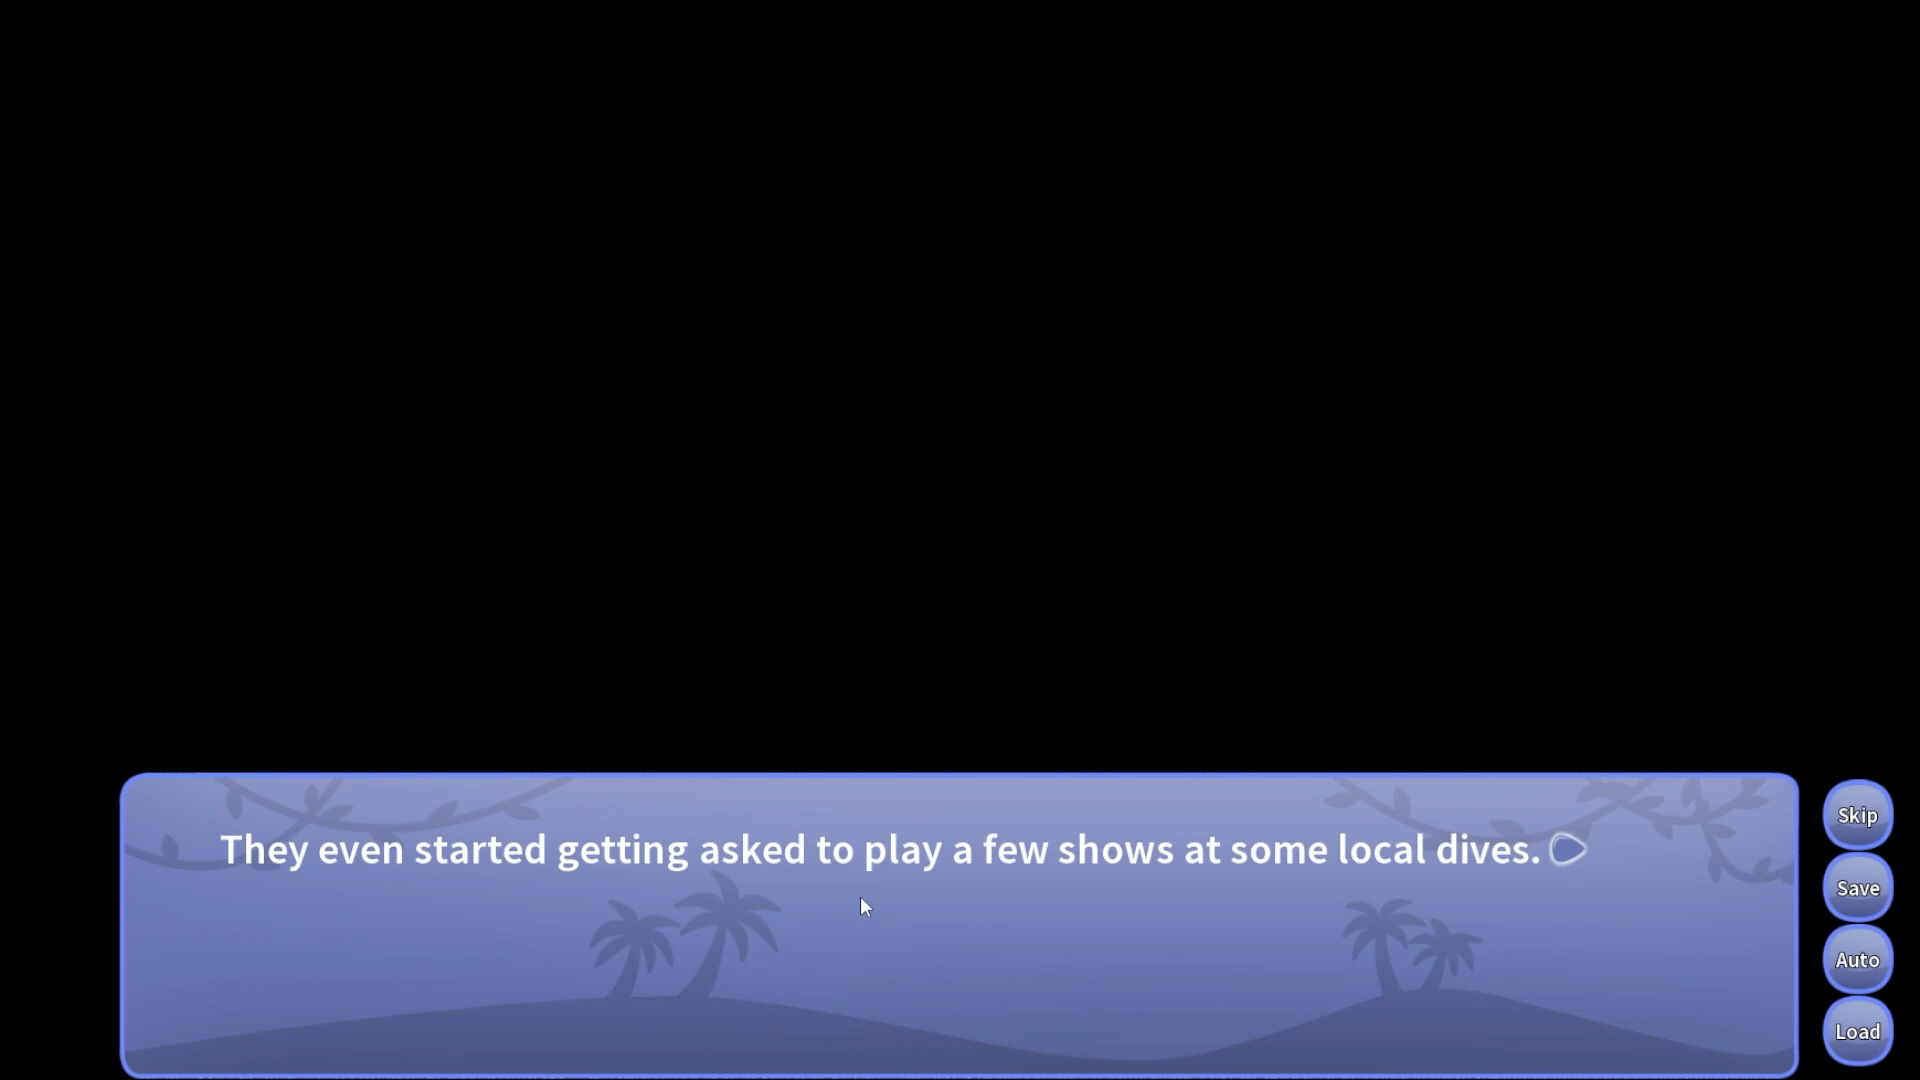 They even started getting asked to play a few shows at some local dives.
Skip
Save
Auto
Load